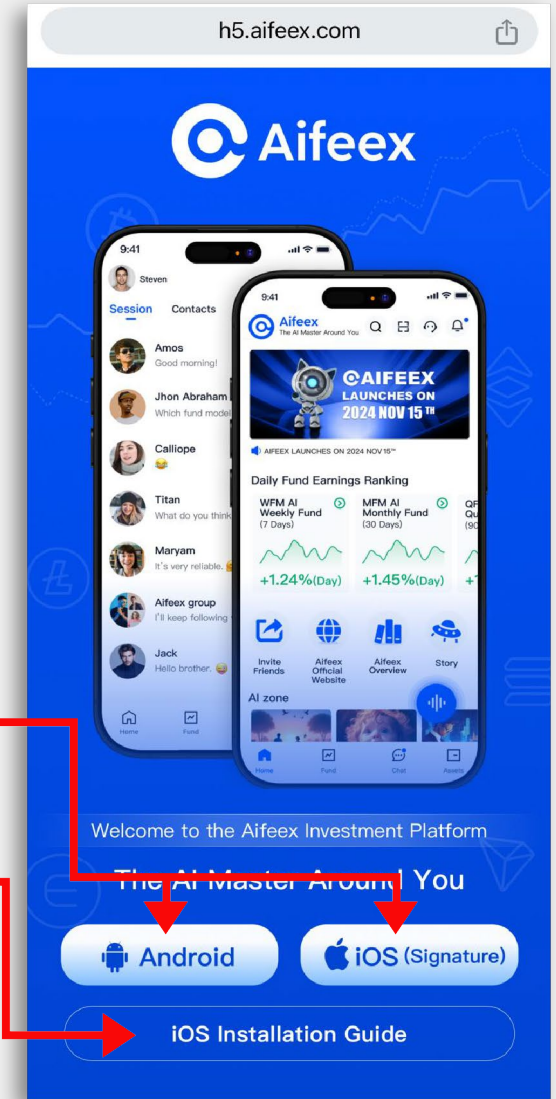 h5.aifeex.com
Aifeex
9:41
Steven
Session Contacts
Amos
Good morning!
Jhon Abraham
Which fund model
Calliope
Titan
What do you think
Maryam
It's very reliable.
Aifeex group
I'll keep following
Jack
Hello brother.
Home Fund
9:41
Aifeex
The AI Master Around You
AIFEEX
LAUNCHES ON
2024 NOV 15 TH
AIFEEX LAUNCHES ON 2024 NOV 15TH
Daily Fund Earnings Ranking
WFM AI
Weekly Fund
(7 Days)
+1.24%(Day)
MFM AI
Monthly Fund
(30 Days)
+1.45%(Day)
QF
Qu
(90
Invite
Friends
Aifeex
Official
Website
Aifeex
Overview
Story
AI zone
Home Fund Chat Assets
Welcome to the Aifeex Investment Platform
The AI Master Around You
Android
iOS (Signature)
iOS Installation Guide